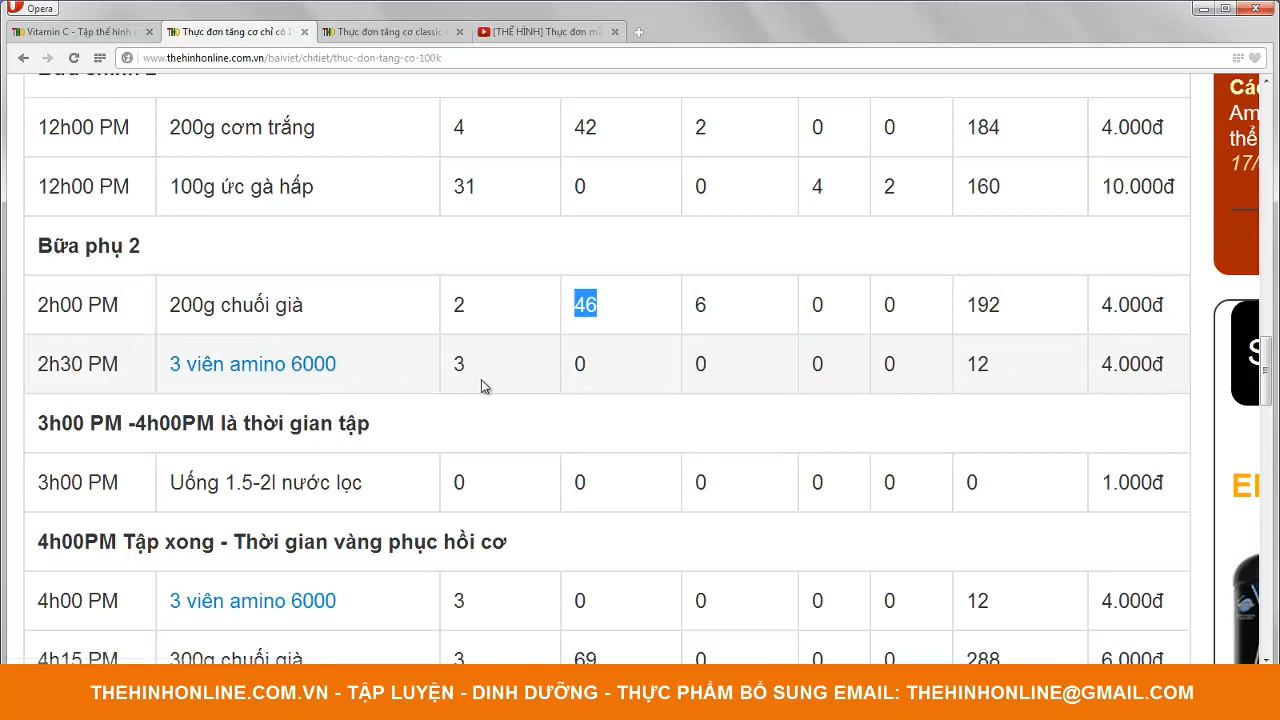 Opera
Vitamin C - Tập thể hình
Thực đơn tăng cơ chỉ có 1
Thực đơn tăng cơ classic
[THỂ HÌNH] Thực đơn
www.thehinhonline.com.vn/baiviet/chitiet/thuc-don-tang-co-100k
12h00 PM 200g cơm trắng 4 42 2 0 0 184 4.000đ
12h00 PM 100g ức gà hấp 31 0 0 4 2 160 10.000đ
Bữa phụ 2
2h00 PM 200g chuối già 2 46 6 0 0 192 4.000đ
2h30 PM 3 viên amino 6000 3 0 0 0 0 12 4.000đ
3h00 PM -4h00PM là thời gian tập
3h00 PM Uống 1.5-2l nước lọc 0 0 0 0 0 0 1.000đ
4h00PM Tập xong - Thời gian vàng phục hồi cơ
4h00 PM 3 viên amino 6000 3 0 0 0 0 12 4.000đ
4h15 PM 300g chuối già 3 69 0 0 0 288 6.000đ
Am
thể
17/
THEHINHONLINE.COM.VN - TẬP LUYỆN - DINH DƯỠNG - THỰC PHẨM BỔ SUNG EMAIL: THEHINHONLINE@GMAIL.COM